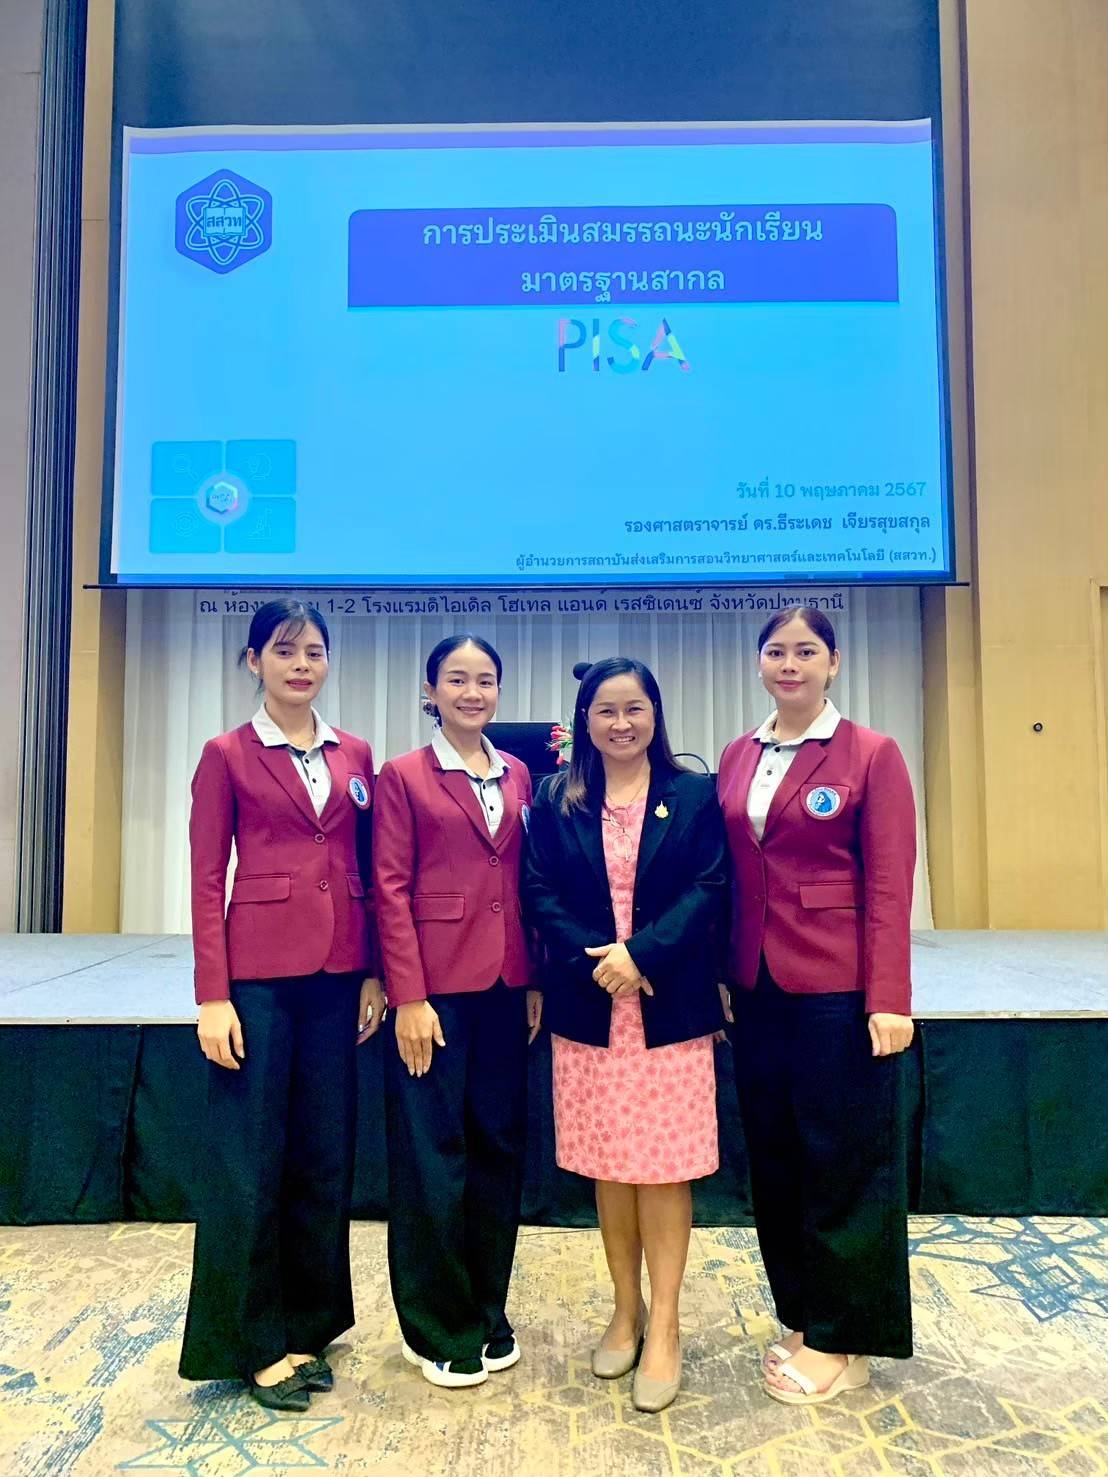 สสวท
การประเมินสมรรถนะนักเรียน
มาตรฐานสากล
PISA
วันที่ 10 พฤษภาคม 2567
รองศาสตราจารย์ ดร.ธีระเดช เจียรสุขสกุล
ผู้อำนวยการสถาบันส่งเสริมการสอนวิทยาศาสตร์และเทคโนโลยี (สสวท.)
ณ 1-2 โรงแรมดิไอเดิล โฮเทล แอนด์ เรสซิเดนซ์ จังหวัดปทุมธานี